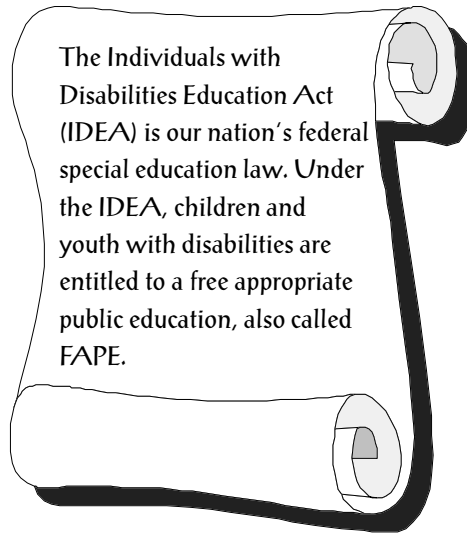 The Individuals with
Disabilities Education Act
(IDEA) is our nation's federal
special education law. Under
the IDEA, children and
youth with disabilities are
entitled to a free appropriate
public education, also called
FAPE.